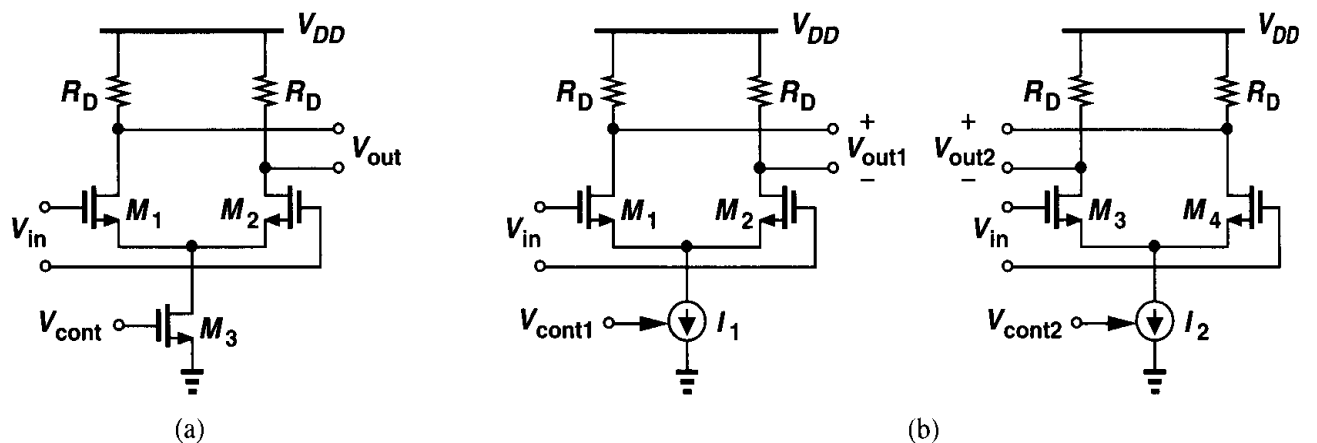 V_DD V_DD V_DD
R_D R_D R_D R_D R_D R_D
V_out + V_out1 − + V_out2 −
V_in M_1 M_2 V_in M_1 M_2 V_in M_3 M_4
V_cont M_3 V_cont1 I_1 V_cont2 I_2
(a) (b)